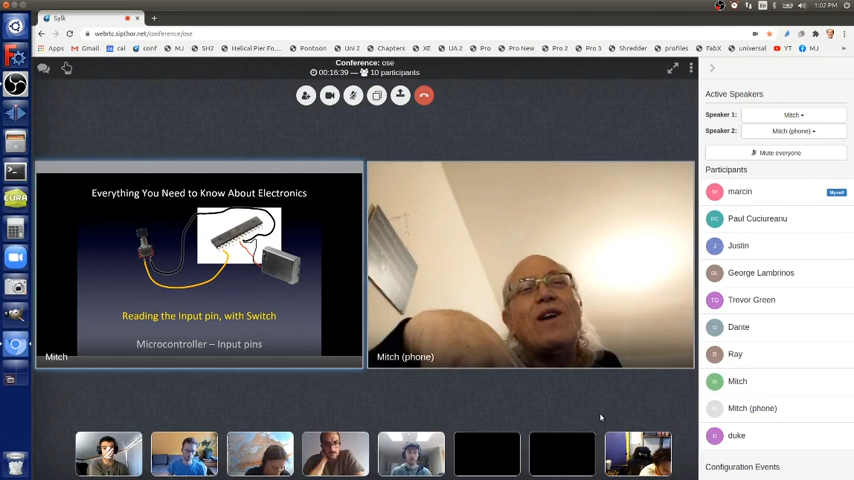 1:02 PM
Sylk
webrtc.sipthor.net/conference/ose
Apps
Gmail
cal
conf
MJ
SH2
Helical Pier Fo...
Pontoon
Uni 2
Chapters
XE
UA 2
Pro
Pro New
Pro 2
Pro 3
Shredder
profiles
FabX
universal
YT
MJ
Conference: ose
00:16:39 — 10 participants
Everything You Need to Know About Electronics
Reading the input pin, with Switch
Microcontroller – Input pins
Mitch
Mitch (phone)
Active Speakers
Speaker 1:
Mitch
Speaker 2:
Mitch (phone)
Mute everyone
Participants
M
marcin
Myself
PC
Paul Cuciureanu
J
Justin
GL
George Lambrinos
TG
Trevor Green
D
Dante
R
Ray
M
Mitch
M
Mitch (phone)
D
duke
Configuration Events